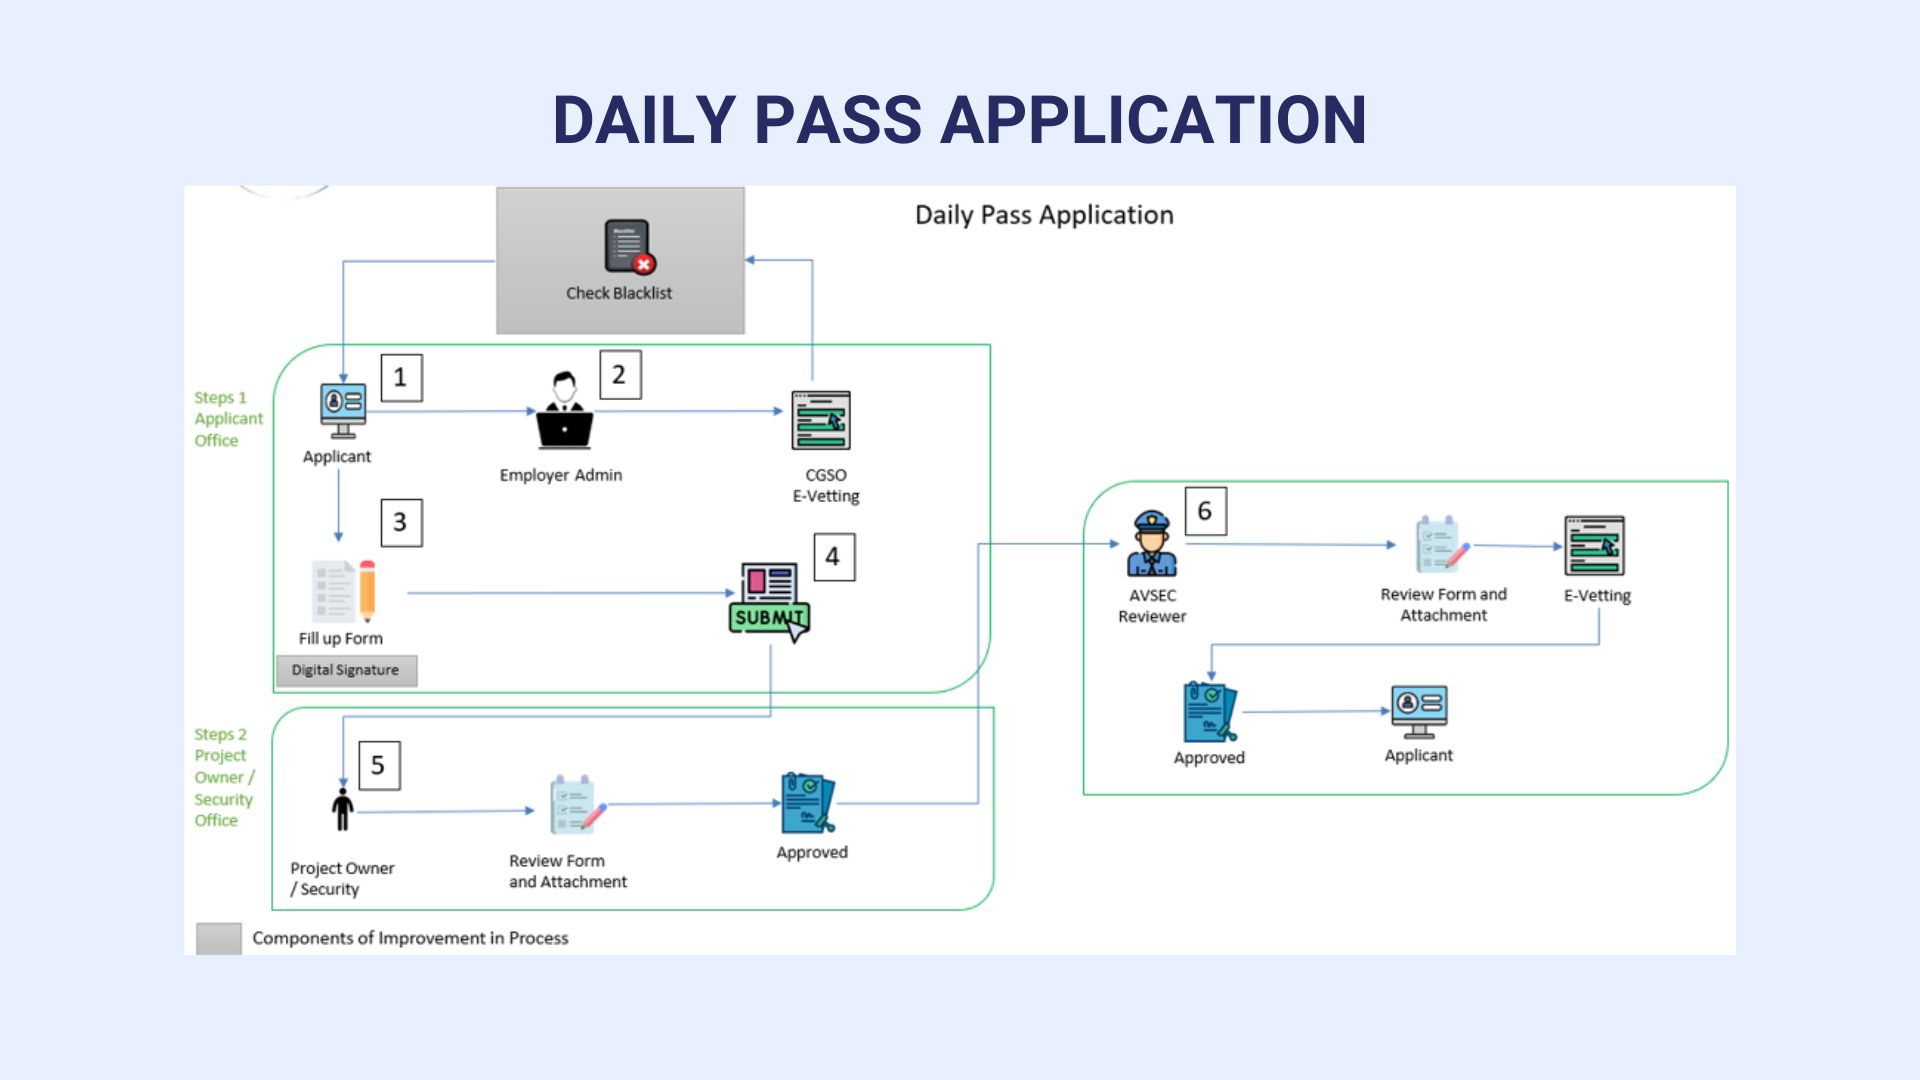 DAILY PASS APPLICATION
Daily Pass Application
Blacklist
Check Blacklist
Steps 1
Applicant
Office
1
2
Applicant
Employer Admin
CGSO
E-Vetting
3
4
SUBMIT
Fill up Form
Digital Signature
Steps 2
Project
Owner /
Security
Office
5
Project Owner
/ Security
Review Form
and Attachment
Approved
6
AVSEC
Reviewer
Review Form and
Attachment
E-Vetting
Approved
Applicant
Components of Improvement in Process